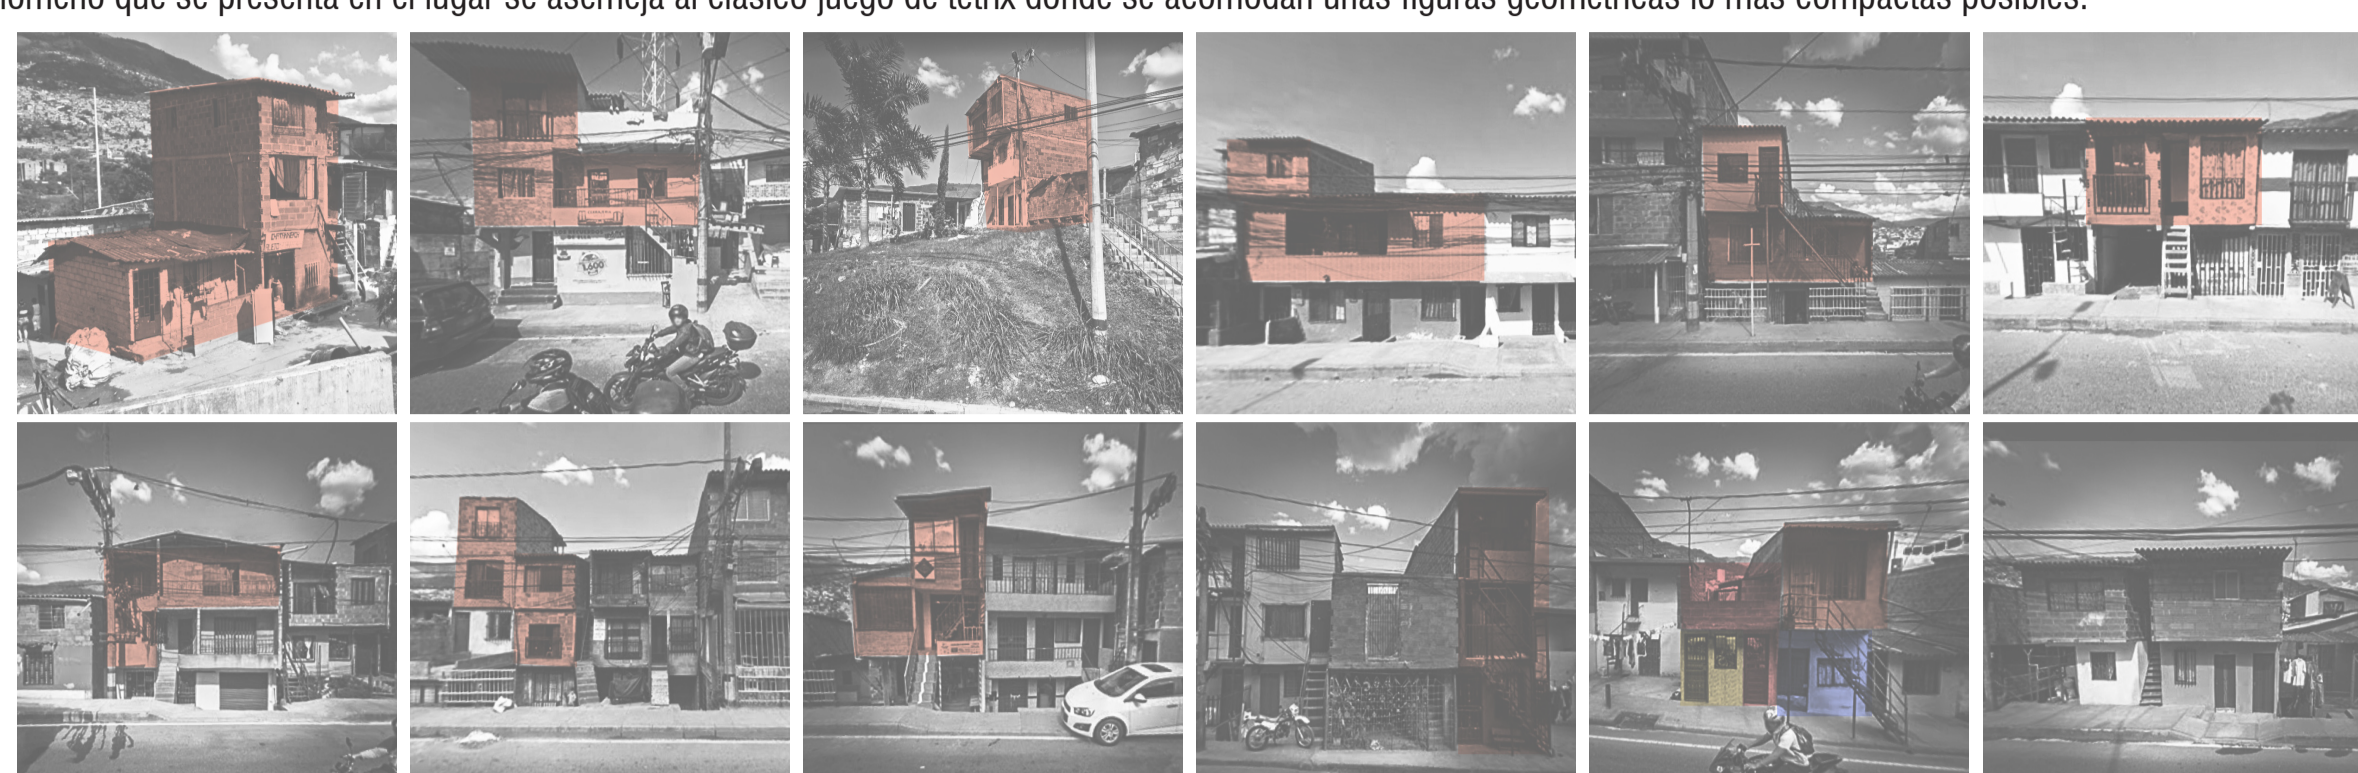 que se presenta en el lugar se asemeja al clásico juego de tetrix donde se acomodan unas figuras geométricas lo más compactas posibles.